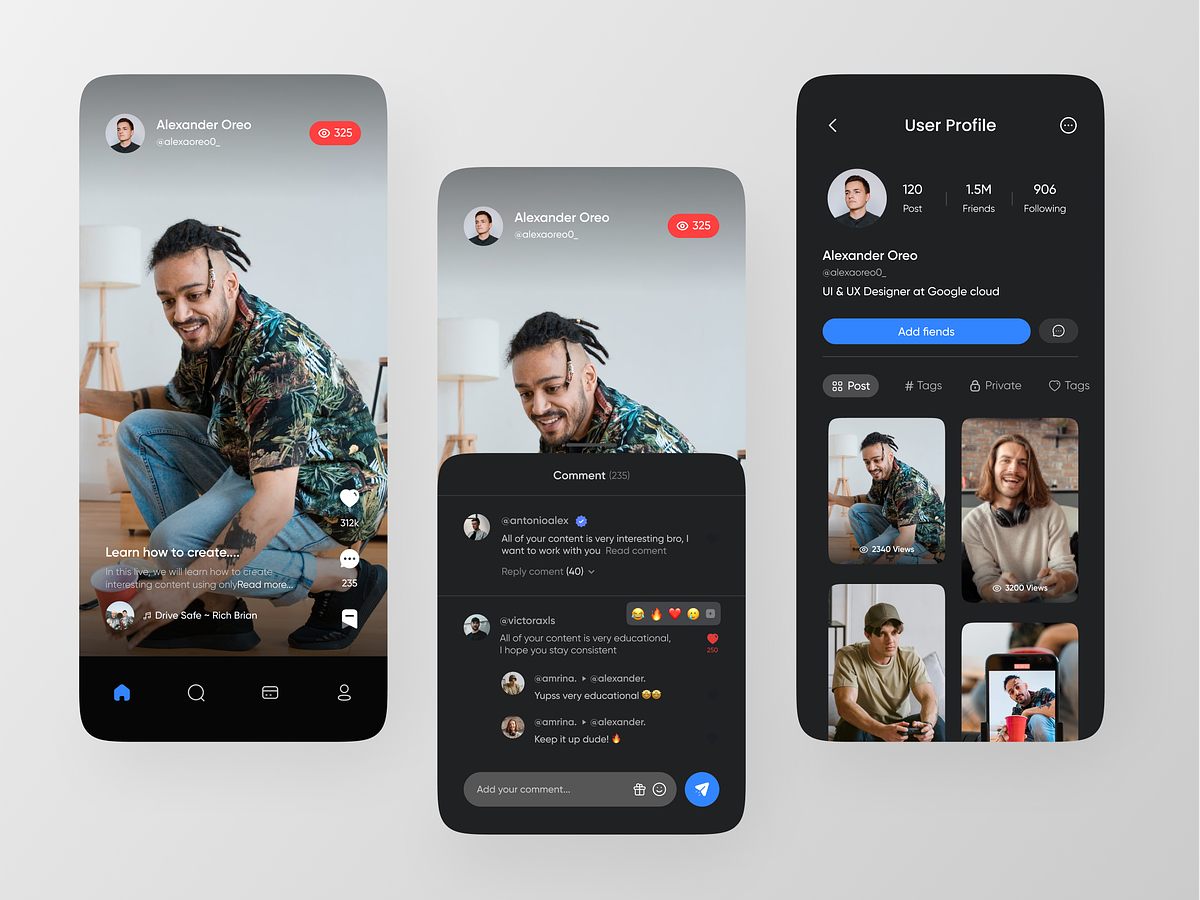 Alexander Oreo
@alexaoreo0_
325
312k
Learn how to create....
In this live, we will learn how to create
interesting content using onlyRead more...
235
Drive Safe ~ Rich Brian
Alexander Oreo
@alexaoreo0_
325
Comment (235)
@antonioalex
All of your content is very interesting bro, I
want to work with you Read coment
Reply coment (40)
@victoraxls
All of your content is very educational,
I hope you stay consistent
250
@amrina. @alexander.
Yupss very educational 🤩🤩
@amrina. @alexander.
Keep it up dude! 🔥
Add your comment...
User Profile
120
Post
1.5M
Friends
906
Following
Alexander Oreo
@alexaoreo0_
UI & UX Designer at Google cloud
Add fiends
Post
# Tags
Private
Tags
2340 Views
3200 Views